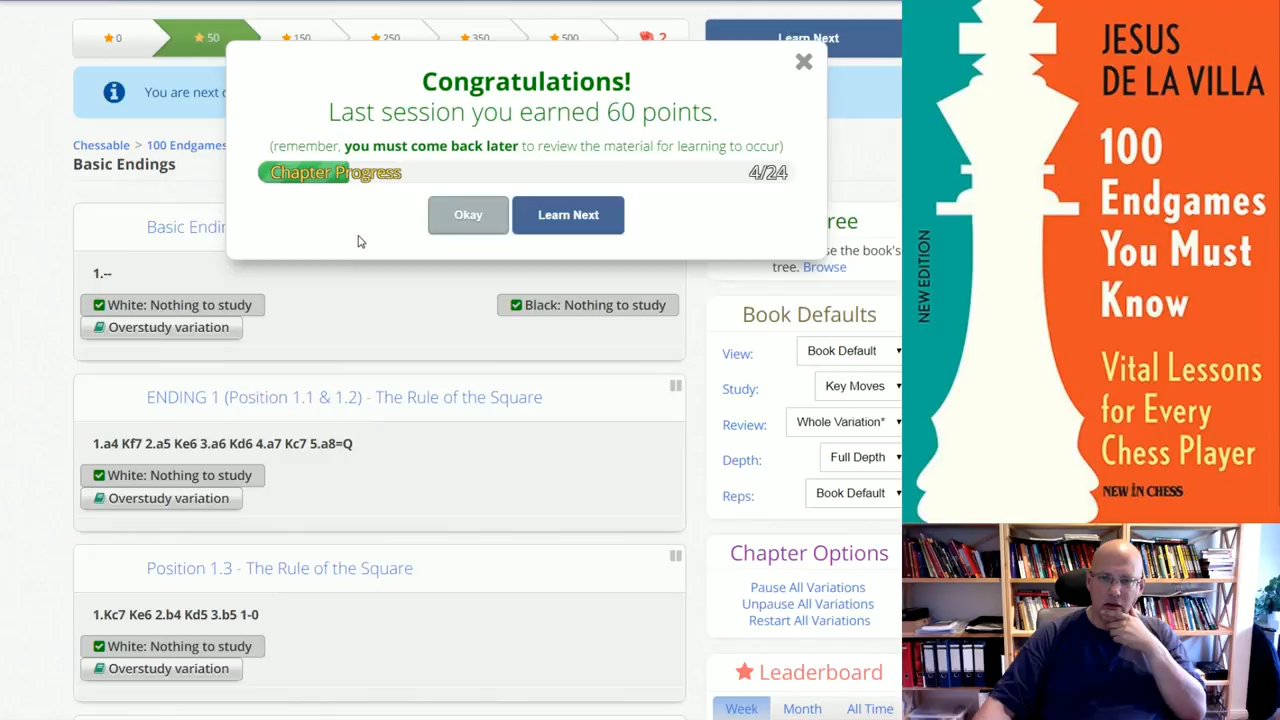 0
50
150
250
350
500
2
Learn Next
You are next
Congratulations!
Last session you earned 60 points.
(remember, you must come back later to review the material for learning to occur)
Chapter Progress
4/24
Okay
Learn Next
Chessable > 100 Endgames
Basic Endings
Basic Endin
1.--
White: Nothing to study
Black: Nothing to study
Overstudy variation
ENDING 1 (Position 1.1 & 1.2) - The Rule of the Square
1.a4 Kf7 2.a5 Ke6 3.a6 Kd6 4.a7 Kc7 5.a8=Q
White: Nothing to study
Overstudy variation
Position 1.3 - The Rule of the Square
1.Kc7 Ke6 2.b4 Kd5 3.b5 1-0
White: Nothing to study
Overstudy variation
ree
se the book's
tree. Browse
Book Defaults
View:
Book Default
Study:
Key Moves
Review:
Whole Variation*
Depth:
Full Depth
Reps:
Book Default
Chapter Options
Pause All Variations
Unpause All Variations
Restart All Variations
Leaderboard
Week
Month
All Time
JESUS
DE LA VILLA
100
Endgames
You Must
Know
NEW EDITION
Vital Lessons
for Every
Chess Player
NEW IN CHESS